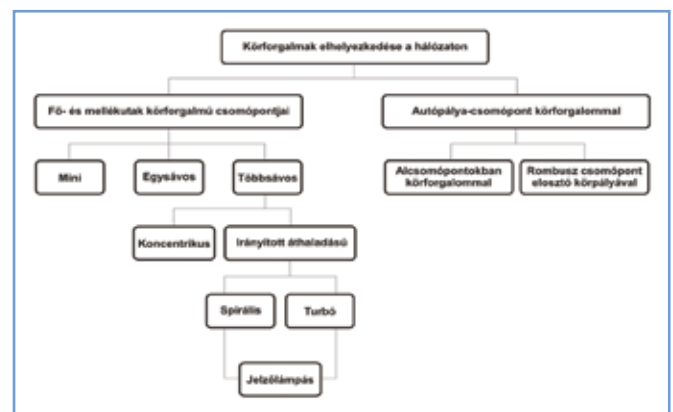 Körforgalmak elhelyezkedése a hálózaton
Fő- és mellékutak körforgalmú csomópontjai
Autópálya-csomópont körforgalommal
Mini
Egysávos
Többsávos
Alcsomópontokban
körforgalommal
Rombusz csomópont
elosztó körpályával
Koncentrikus
Irányított áthaladású
Spirális
Turbó
Jelzőlámpás